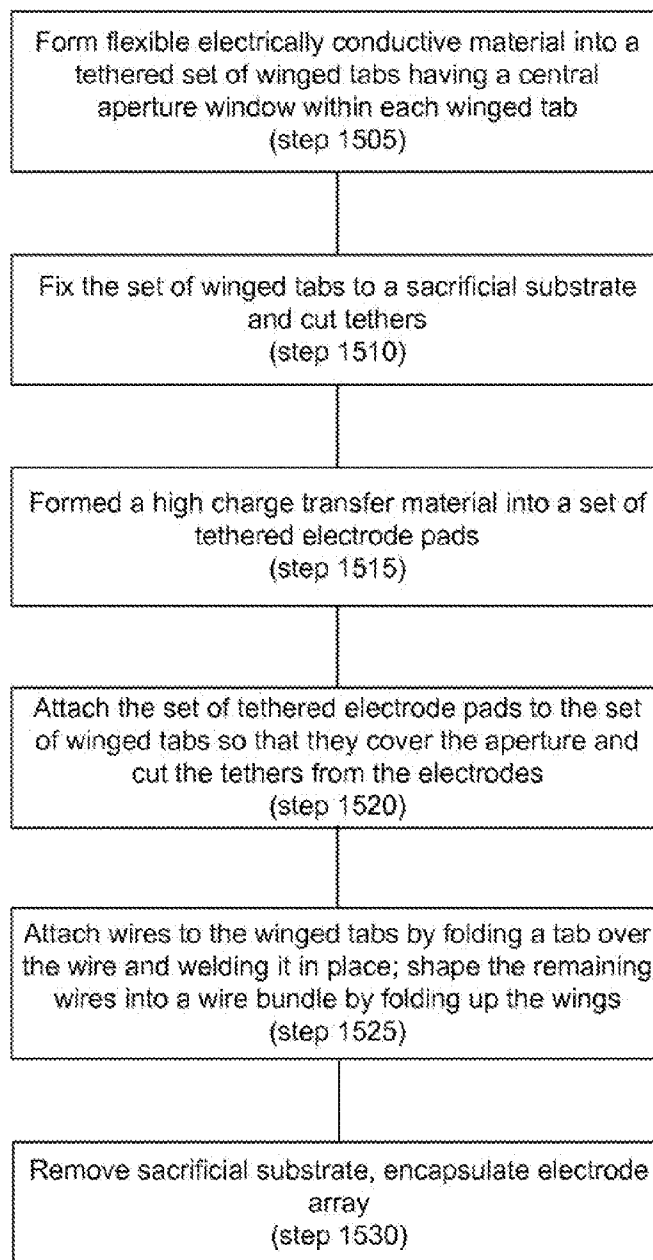 Form flexible electrically conductive material into a
tethered set of winged tabs having a central
aperture window within each winged tab
(step 1505)
Fix the set of winged tabs to a sacrificial substrate
and cut tethers
(step 1510)
Formed a high charge transfer material into a set of
tethered electrode pads
(step 1515)
Attach the set of tethered electrode pads to the set
of winged tabs so that they cover the aperture and
cut the tethers from the electrodes
(step 1520)
Attach wires to the winged tabs by folding a tab over
the wire and welding it in place; shape the remaining
wires into a wire bundle by folding up the wings
(step 1525)
Remove sacrificial substrate, encapsulate electrode
array
(step 1530)